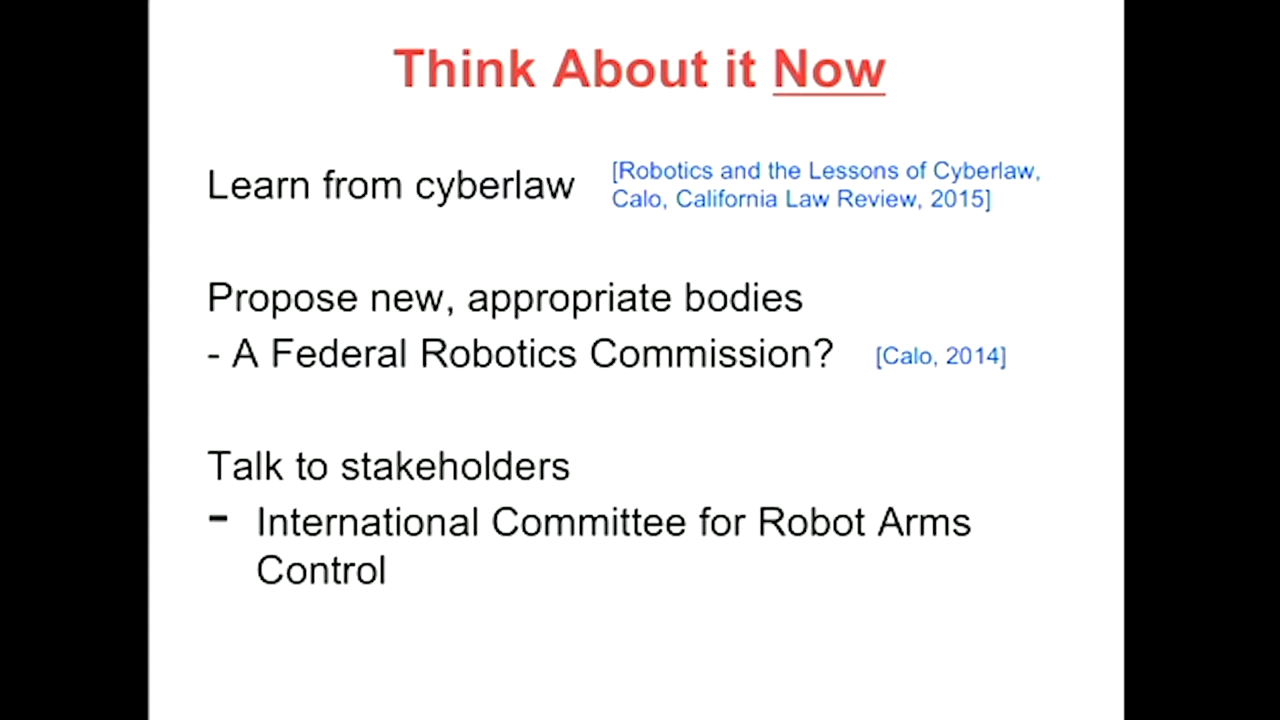 Think About it Now
Learn from cyberlaw
[Robotics and the Lessons of Cyberlaw,
Calo, California Law Review, 2015]
Propose new, appropriate bodies
- A Federal Robotics Commission?
[Calo, 2014]
Talk to stakeholders
- International Committee for Robot Arms
Control